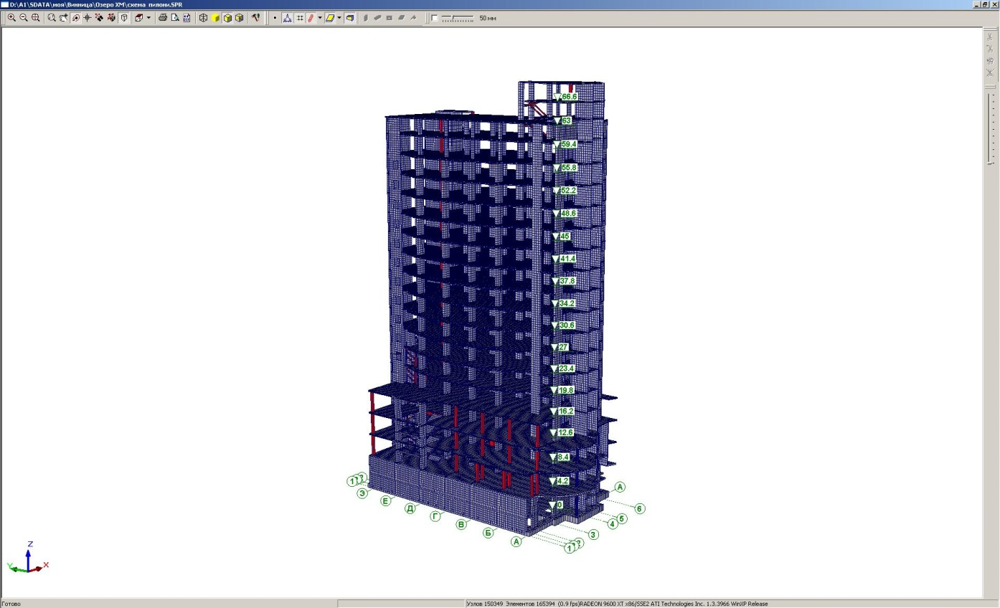 D:\A1\SDATA\моя\Винница\Озеро ХМ\схема_пилони.SPR
50 мм
66.6
63
59.4
55.8
52.2
48.6
45
41.4
37.8
34.2
30.6
27
23.4
19.8
16.2
12.6
8.4
4.2
0
1
?
?
Э
Е
Д
Г
В
Б
А
А
6
5
4
3
?
?
1
Z
Y
X
Готово
Узлов 150349 Элементов 165394 (0.9 fps)RADEON 9600 XT x86/SSE2 ATI Technologies Inc. 1.3.3966 WinXP Release